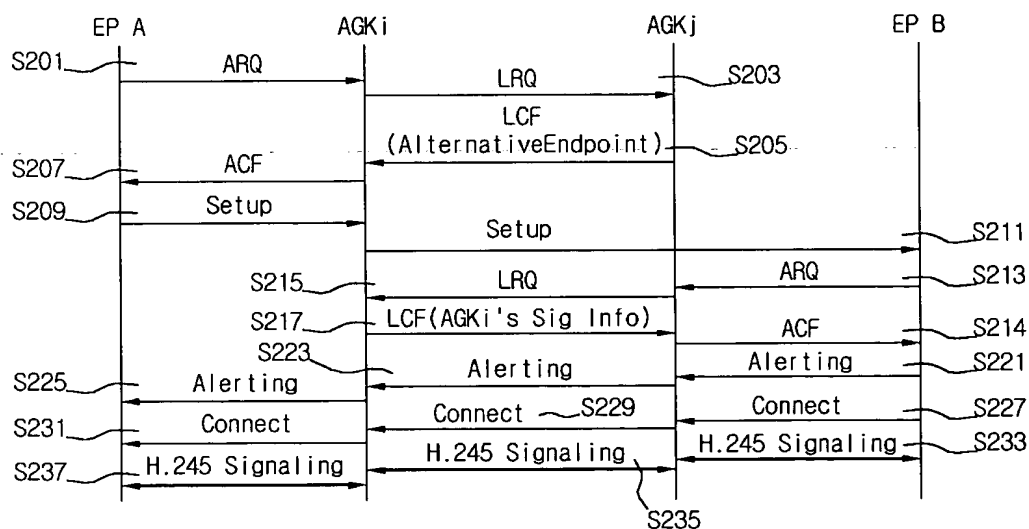 EP A AGKi AGKj EP B
S201 ARQ
LRQ S203
LCF
(AlternativeEndpoint) S205
S207 ACF
S209 Setup
Setup S211
S215 LRQ ARQ S213
S217 LCF(AGKi's Sig Info) ACF S214
S223 Alerting Alerting S221
S225 Alerting
Connect S229 Connect S227
S231 Connect
H.245 Signaling S233
S237 H.245 Signaling H.245 Signaling
S235